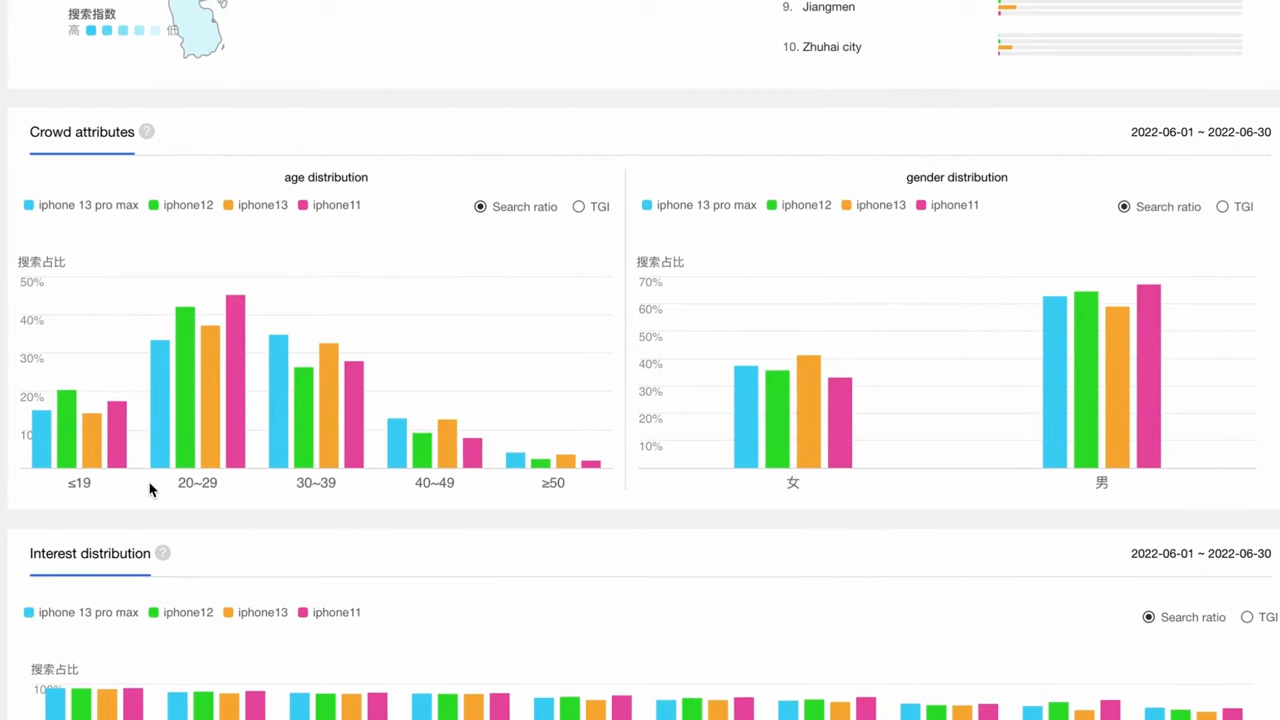 搜索指数
高 低
9. Jiangmen
10. Zhuhai city
Crowd attributes ?
2022-06-01 ~ 2022-06-30
age distribution
iphone 13 pro max iphone12 iphone13 iphone11
Search ratio TGI
搜索占比
50%
40%
30%
20%
10
≤19 20~29 30~39 40~49 ≥50
gender distribution
iphone 13 pro max iphone12 iphone13 iphone11
Search ratio TGI
搜索占比
70%
60%
50%
40%
30%
20%
10%
女 男
Interest distribution ?
2022-06-01 ~ 2022-06-30
iphone 13 pro max iphone12 iphone13 iphone11
Search ratio TGI
搜索占比
100%